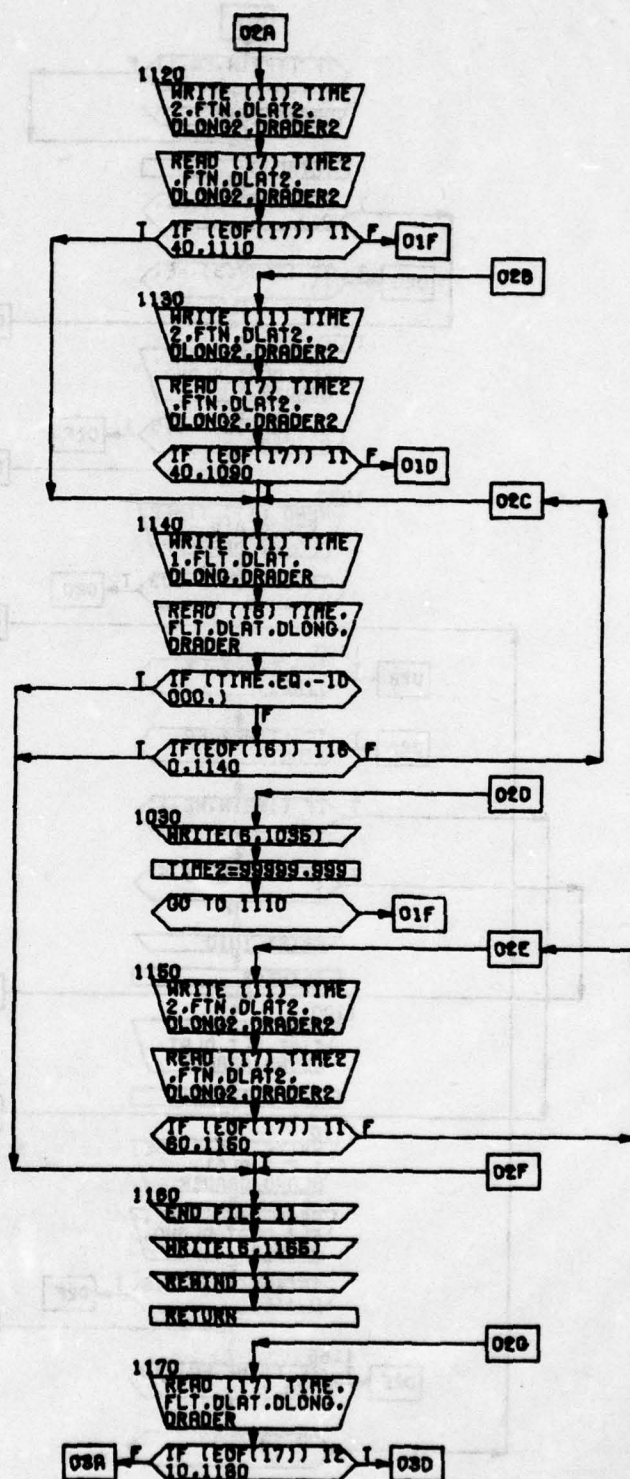 02A
1120
WRITE (11) TIME
2.FTN.DLAT2.
DLONG2.DRADER2
READ (17) TIME2
.FTN.DLAT2.
DLONG2.DRADER2
T
IF (EOF(17)) 11
40.1110
F
01F
02B
1130
WRITE (11) TIME
2.FTN.DLAT2.
DLONG2.DRADER2
READ (17) TIME2
.FTN.DLAT2.
DLONG2.DRADER2
IF (EOF(17)) 11
40.1090
F
01D
T
02C
1140
WRITE (11) TIME
1.FLT.DLAT.
DLONG.DRADER
READ (16) TIME.
FLT.DLAT.DLONG.
DRADER
T
IF (TIME.EQ.-10
000.)
F
T
IF(EOF(16)) 116
0.1140
F
02D
1030
WRITE(6.1035)
TIME2=99999.999
GO TO 1110
01F
02E
1150
WRITE (11) TIME
2.FTN.DLAT2.
DLONG2.DRADER2
READ (17) TIME2
.FTN.DLAT2.
DLONG2.DRADER2
IF (EOF(17)) 11
60.1150
F
T
02F
1160
END FILE 11
WRITE(6.1165)
REWIND 11
RETURN
02G
1170
READ (17) TIME.
FLT.DLAT.DLONG.
DRADER
03A
F
IF (EOF(17)) 12
10.1180
T
03D